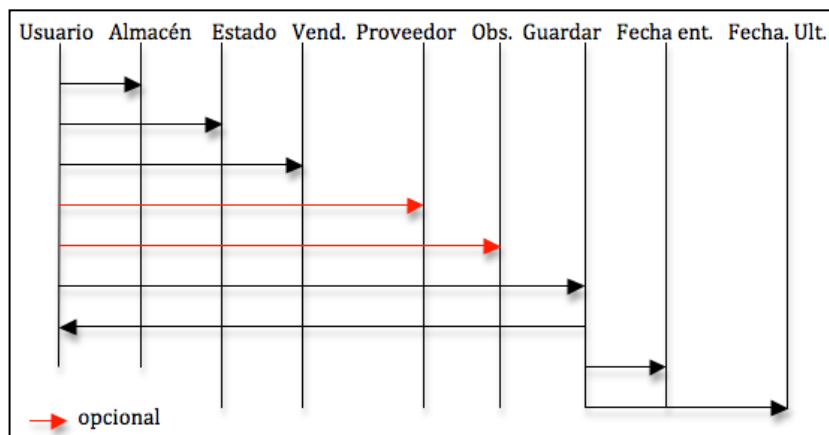 Usuario Almacén Estado Vend. Proveedor Obs. Guardar Fecha ent. Fecha. Ult.
opcional